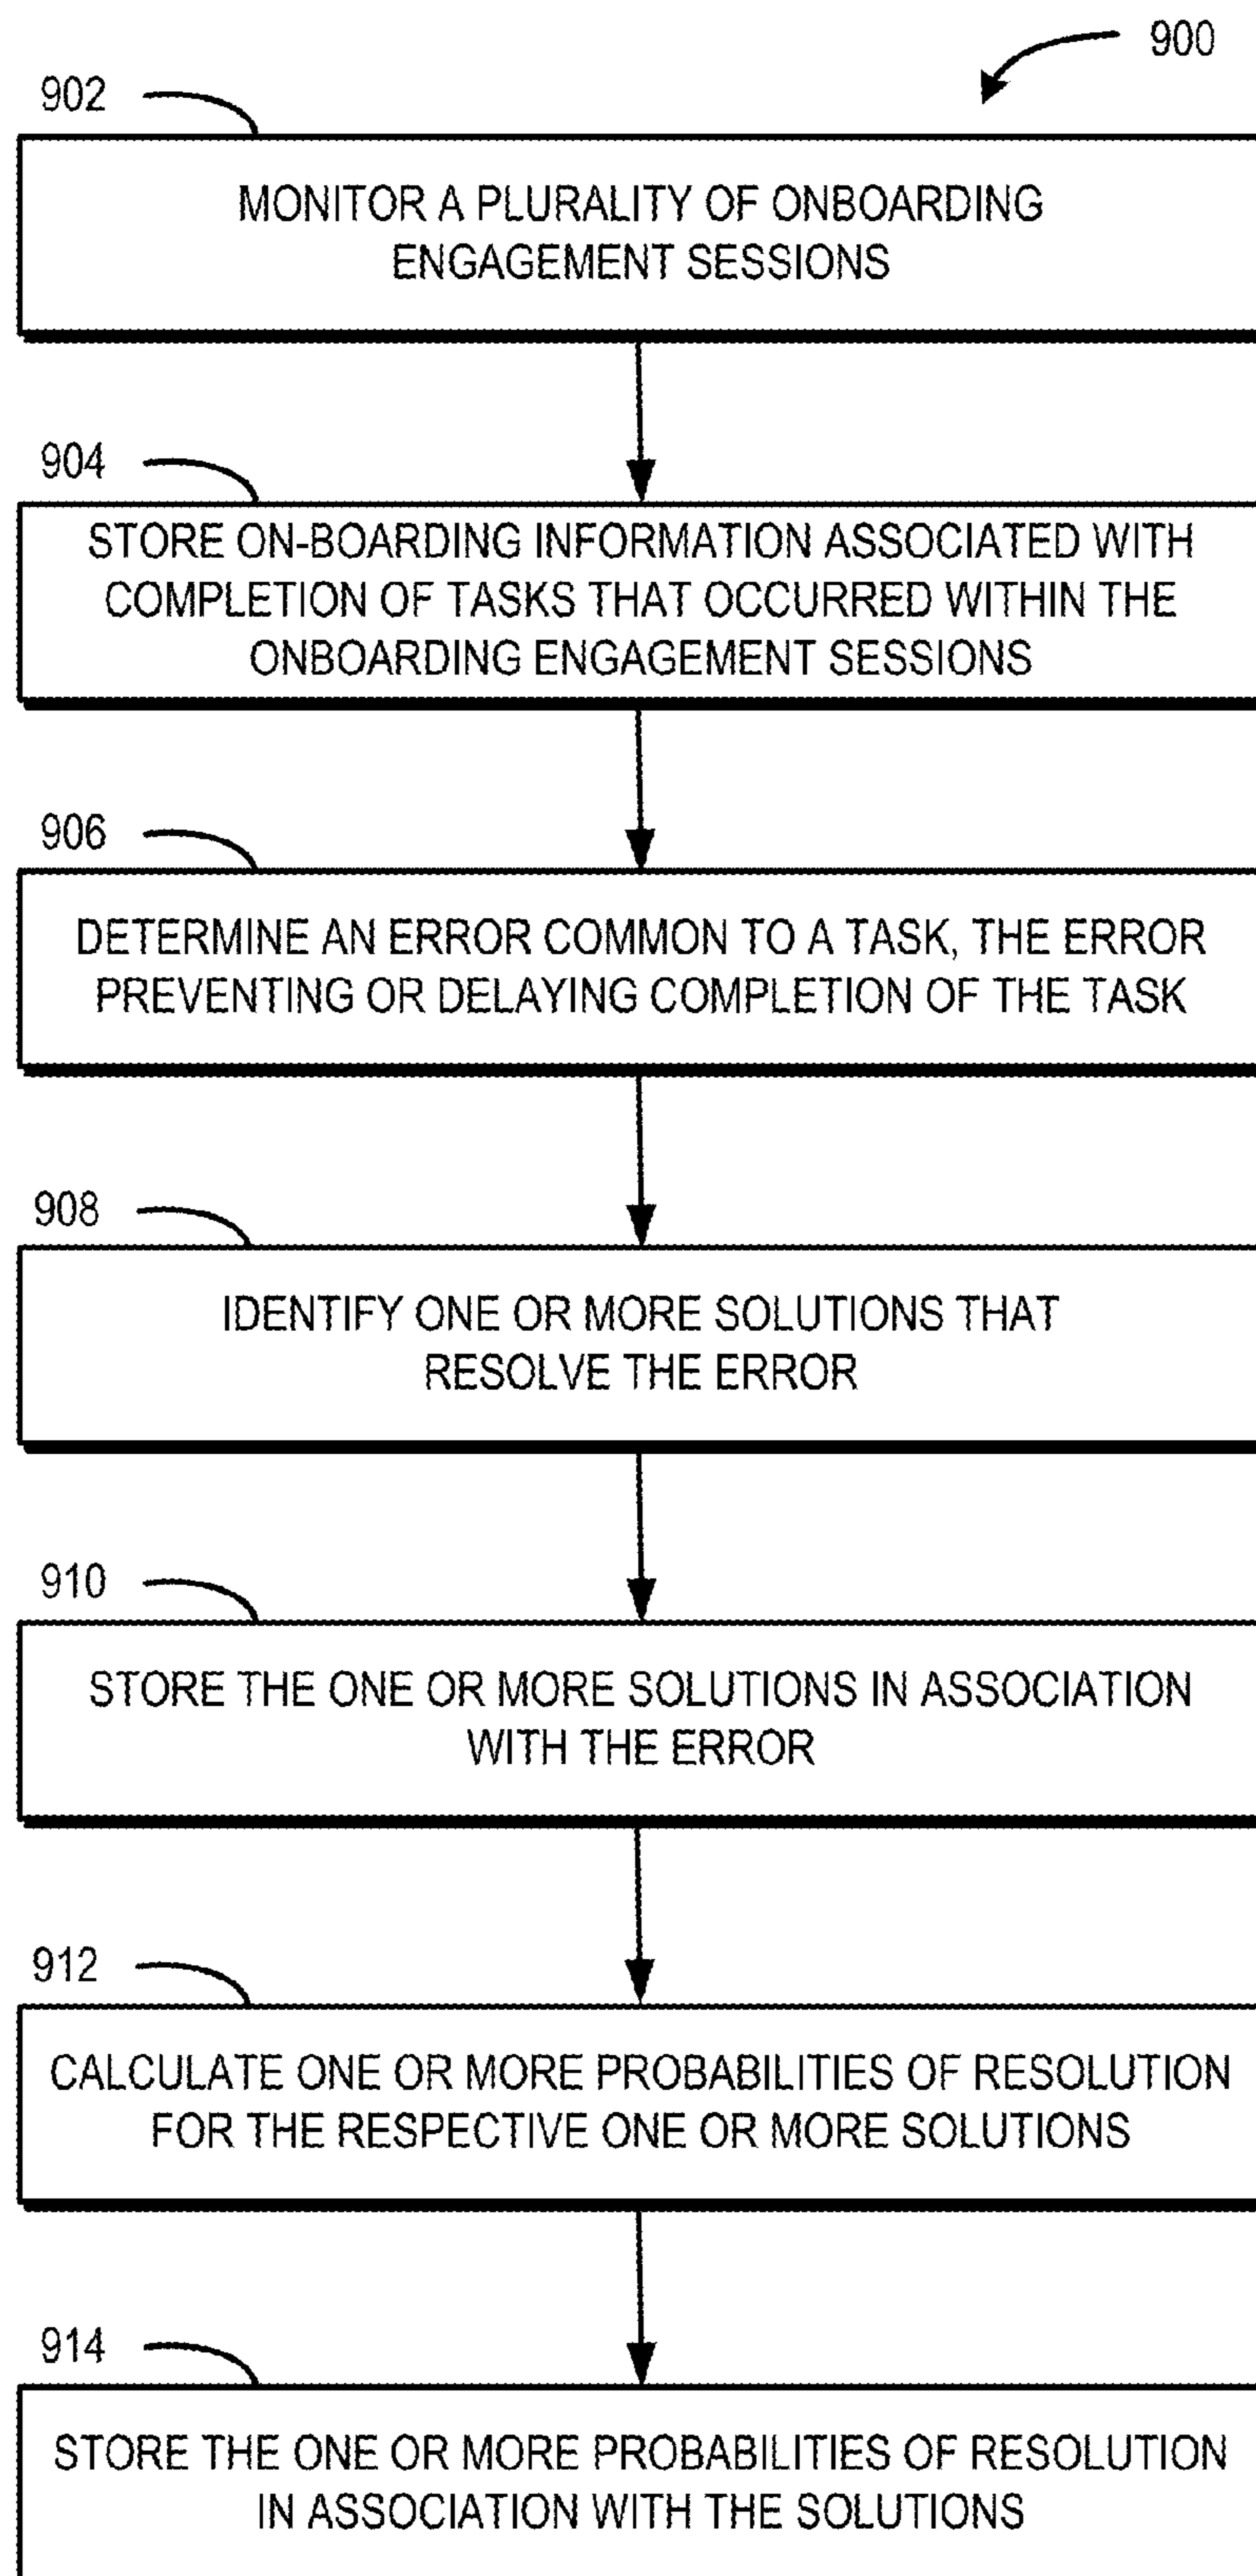 900
902
MONITOR A PLURALITY OF ONBOARDING
ENGAGEMENT SESSIONS
904
STORE ON-BOARDING INFORMATION ASSOCIATED WITH
COMPLETION OF TASKS THAT OCCURRED WITHIN THE
ONBOARDING ENGAGEMENT SESSIONS
906
DETERMINE AN ERROR COMMON TO A TASK, THE ERROR
PREVENTING OR DELAYING COMPLETION OF THE TASK
908
IDENTIFY ONE OR MORE SOLUTIONS THAT
RESOLVE THE ERROR
910
STORE THE ONE OR MORE SOLUTIONS IN ASSOCIATION
WITH THE ERROR
912
CALCULATE ONE OR MORE PROBABILITIES OF RESOLUTION
FOR THE RESPECTIVE ONE OR MORE SOLUTIONS
914
STORE THE ONE OR MORE PROBABILITIES OF RESOLUTION
IN ASSOCIATION WITH THE SOLUTIONS